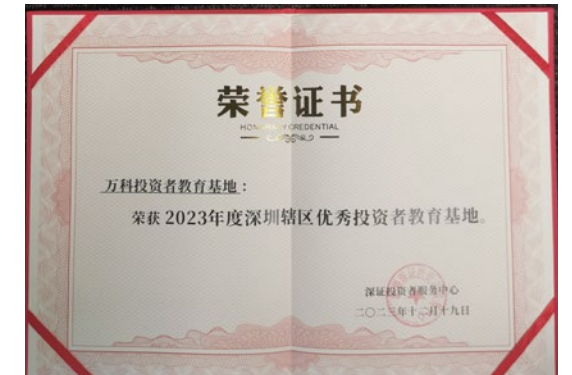 荣誉证书
HONORARY CREDENTIAL
万科投资者教育基地：
荣获 2023年度深圳辖区优秀投资者教育基地。
深证投资者服务中心
二〇二三年十二月十九日